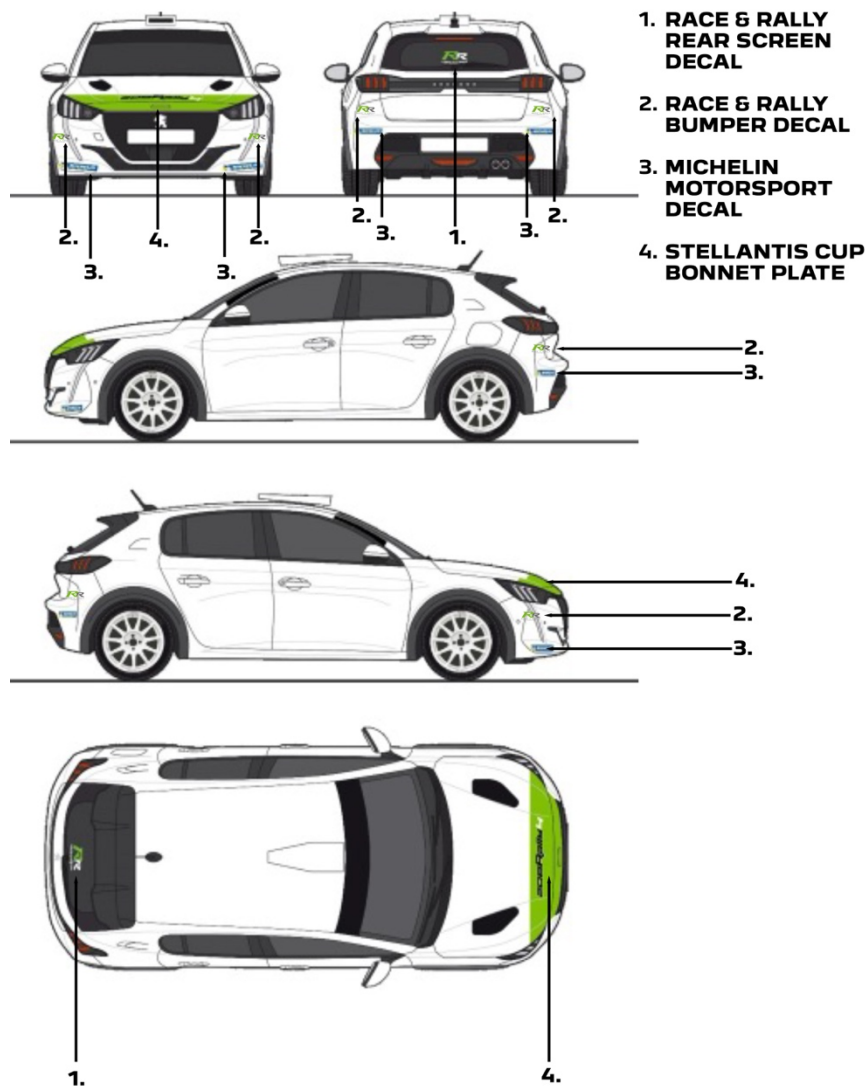 1. RACE & RALLY
REAR SCREEN
DECAL
2. RACE & RALLY
BUMPER DECAL
3. MICHELIN
MOTORSPORT
DECAL
4. STELLANTIS CUP
BONNET PLATE
2.
3.
4.
3.
2.
2.
3.
1.
3.
2.
2.
3.
4.
2.
3.
1.
4.